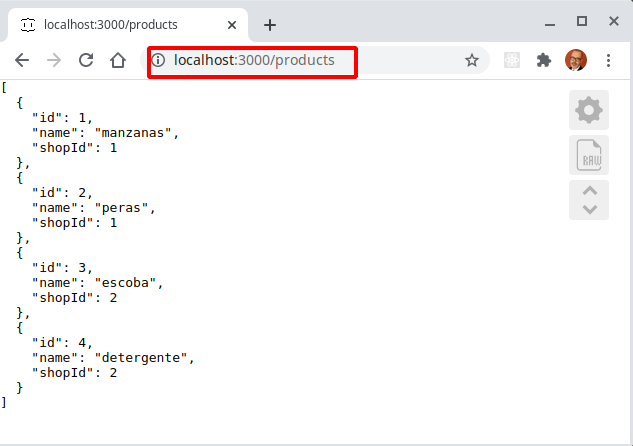 localhost:3000/products
localhost:3000/products
[
  {
    "id": 1,
    "name": "manzanas",
    "shopId": 1
  },
  {
    "id": 2,
    "name": "peras",
    "shopId": 1
  },
  {
    "id": 3,
    "name": "escoba",
    "shopId": 2
  },
  {
    "id": 4,
    "name": "detergente",
    "shopId": 2
  }
]
RAW